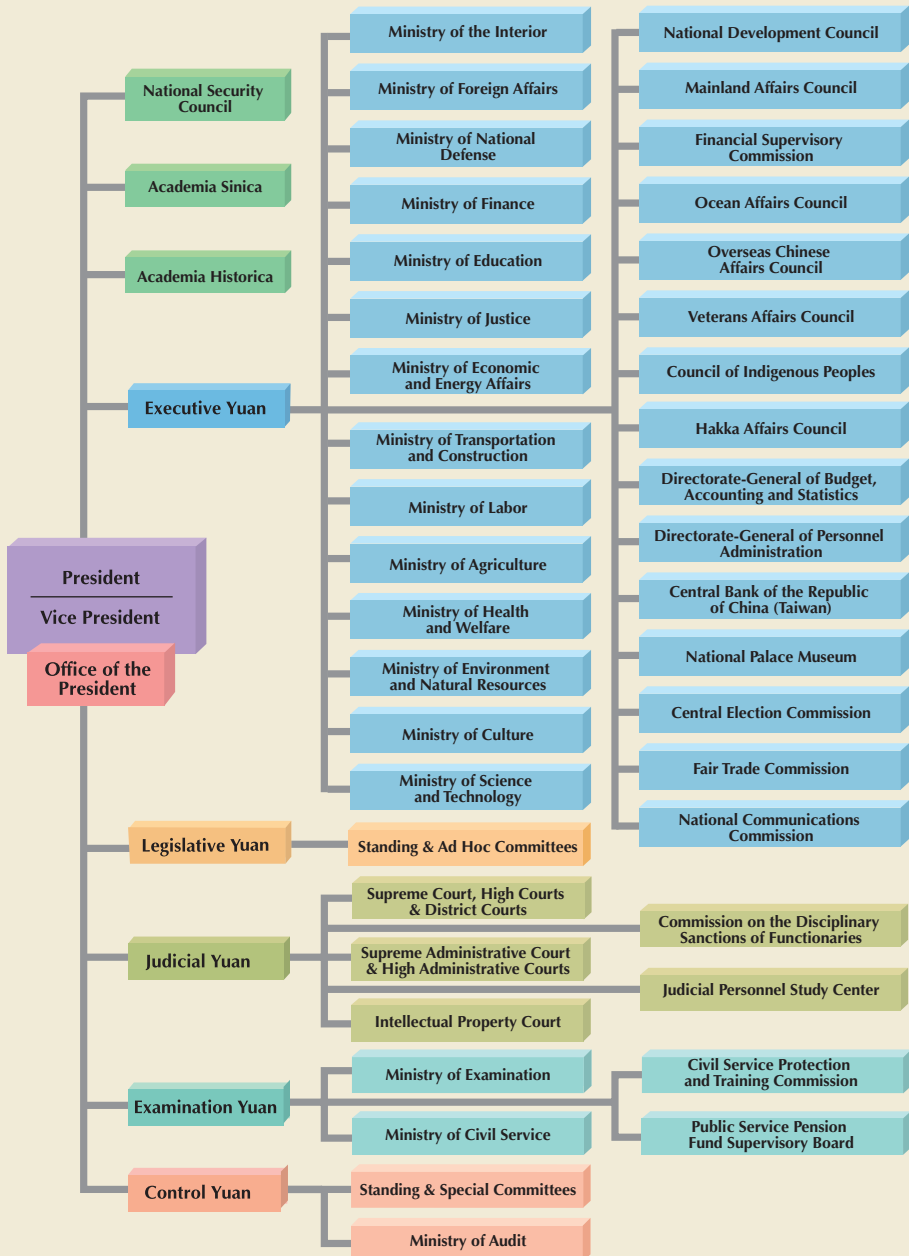 National Security
Council
Academia Sinica
Academia Historica
Executive Yuan
President
Vice President
Office of the
President
Legislative Yuan
Judicial Yuan
Examination Yuan
Control Yuan
Ministry of the Interior
Ministry of Foreign Affairs
Ministry of National
Defense
Ministry of Finance
Ministry of Education
Ministry of Justice
Ministry of Economic
and Energy Affairs
Ministry of Transportation
and Construction
Ministry of Labor
Ministry of Agriculture
Ministry of Health
and Welfare
Ministry of Environment
and Natural Resources
Ministry of Culture
Ministry of Science
and Technology
National Development Council
Mainland Affairs Council
Financial Supervisory
Commission
Ocean Affairs Council
Overseas Chinese
Affairs Council
Veterans Affairs Council
Council of Indigenous Peoples
Hakka Affairs Council
Directorate-General of Budget,
Accounting and Statistics
Directorate-General of Personnel
Administration
Central Bank of the Republic
of China (Taiwan)
National Palace Museum
Central Election Commission
Fair Trade Commission
National Communications
Commission
Standing & Ad Hoc Committees
Supreme Court, High Courts
& District Courts
Supreme Administrative Court
& High Administrative Courts
Intellectual Property Court
Commission on the Disciplinary
Sanctions of Functionaries
Judicial Personnel Study Center
Ministry of Examination
Ministry of Civil Service
Civil Service Protection
and Training Commission
Public Service Pension
Fund Supervisory Board
Standing & Special Committees
Ministry of Audit